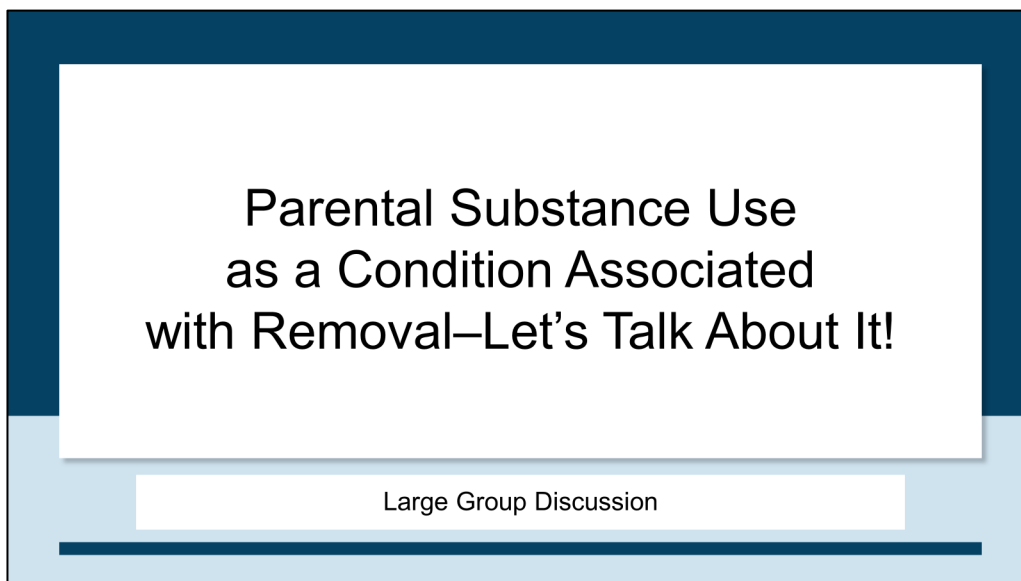 Parental Substance Use
as a Condition Associated
with Removal–Let’s Talk About It!
Large Group Discussion